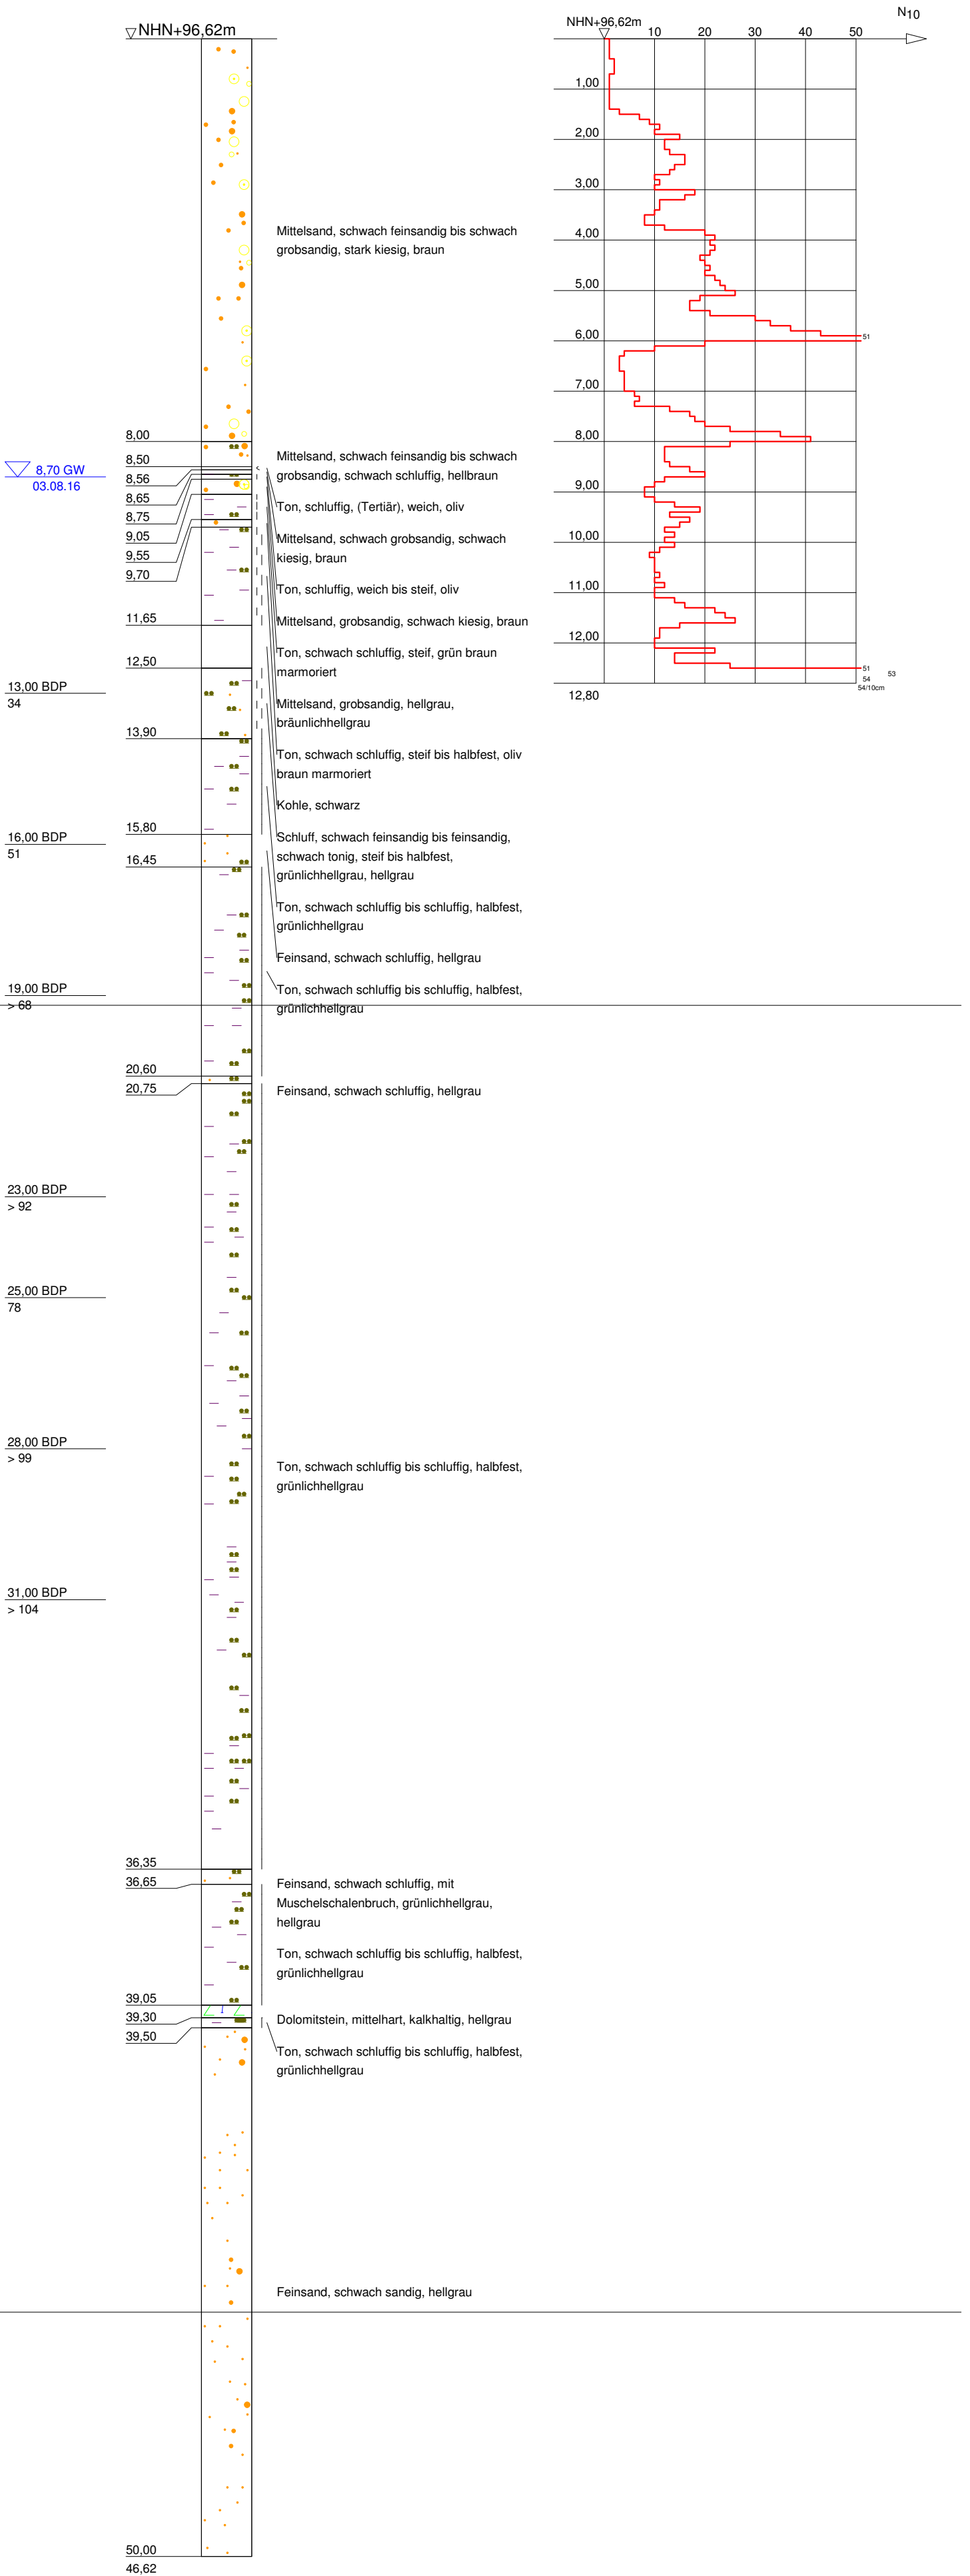 NHN+96,62m
8,00
8,50
8,70 GW
03.08.16
8,56
8,65
8,75
9,05
9,55
9,70
11,65
12,50
13,00 BDP
34
13,90
15,80
16,00 BDP
51
16,45
19,00 BDP
> 68
20,60
20,75
23,00 BDP
> 92
25,00 BDP
78
28,00 BDP
> 99
31,00 BDP
> 104
36,35
36,65
39,05
39,30
39,50
50,00
46,62
Mittelsand, schwach feinsandig bis schwach
grobsandig, stark kiesig, braun
Mittelsand, schwach feinsandig bis schwach
grobsandig, schwach schluffig, hellbraun
Ton, schluffig, (Tertiär), weich, oliv
Mittelsand, schwach grobsandig, schwach
kiesig, braun
Ton, schluffig, weich bis steif, oliv
Mittelsand, grobsandig, schwach kiesig, braun
Ton, schwach schluffig, steif, grün braun
marmoriert
Mittelsand, grobsandig, hellgrau,
bräunlichhellgrau
Ton, schwach schluffig, steif bis halbfest, oliv
braun marmoriert
Kohle, schwarz
Schluff, schwach feinsandig bis feinsandig,
schwach tonig, steif bis halbfest,
grünlichhellgrau, hellgrau
Ton, schwach schluffig bis schluffig, halbfest,
grünlichhellgrau
Feinsand, schwach schluffig, hellgrau
Ton, schwach schluffig bis schluffig, halbfest,
grünlichhellgrau
Feinsand, schwach schluffig, hellgrau
Ton, schwach schluffig bis schluffig, halbfest,
grünlichhellgrau
Feinsand, schwach schluffig, mit
Muschelschalenbruch, grünlichhellgrau,
hellgrau
Ton, schwach schluffig bis schluffig, halbfest,
grünlichhellgrau
Dolomitstein, mittelhart, kalkhaltig, hellgrau
Ton, schwach schluffig bis schluffig, halbfest,
grünlichhellgrau
Feinsand, schwach sandig, hellgrau
N10
NHN+96,62m
10 20 30 40 50
1,00
2,00
3,00
4,00
5,00
6,00
51
7,00
8,00
9,00
10,00
11,00
12,00
51
53
54
54/10cm
12,80